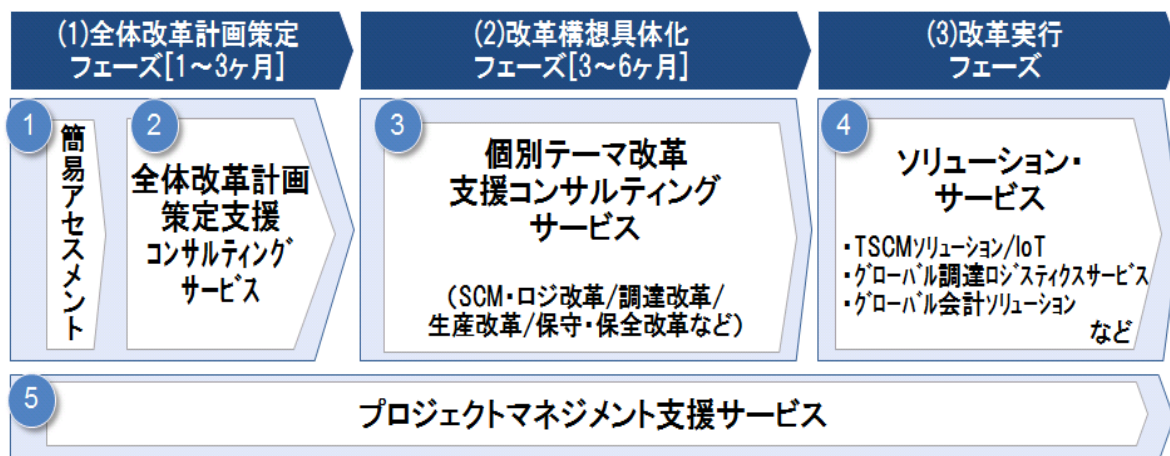 (1)全体改革計画策定
フェーズ[1～3ヶ月]
(2)改革構想具体化
フェーズ[3～6ヶ月]
(3)改革実行
フェーズ
1
簡易アセスメント
2
全体改革計画
策定支援
コンサルティング
サービス
3
個別テーマ改革
支援コンサルティング
サービス
(SCM・ロジ改革/調達改革/
生産改革/保守・保全改革など)
4
ソリューション・
サービス
・TSCMソリューション/IoT
・グローバル調達ロジスティクスサービス
・グローバル会計ソリューション
など
5
プロジェクトマネジメント支援サービス